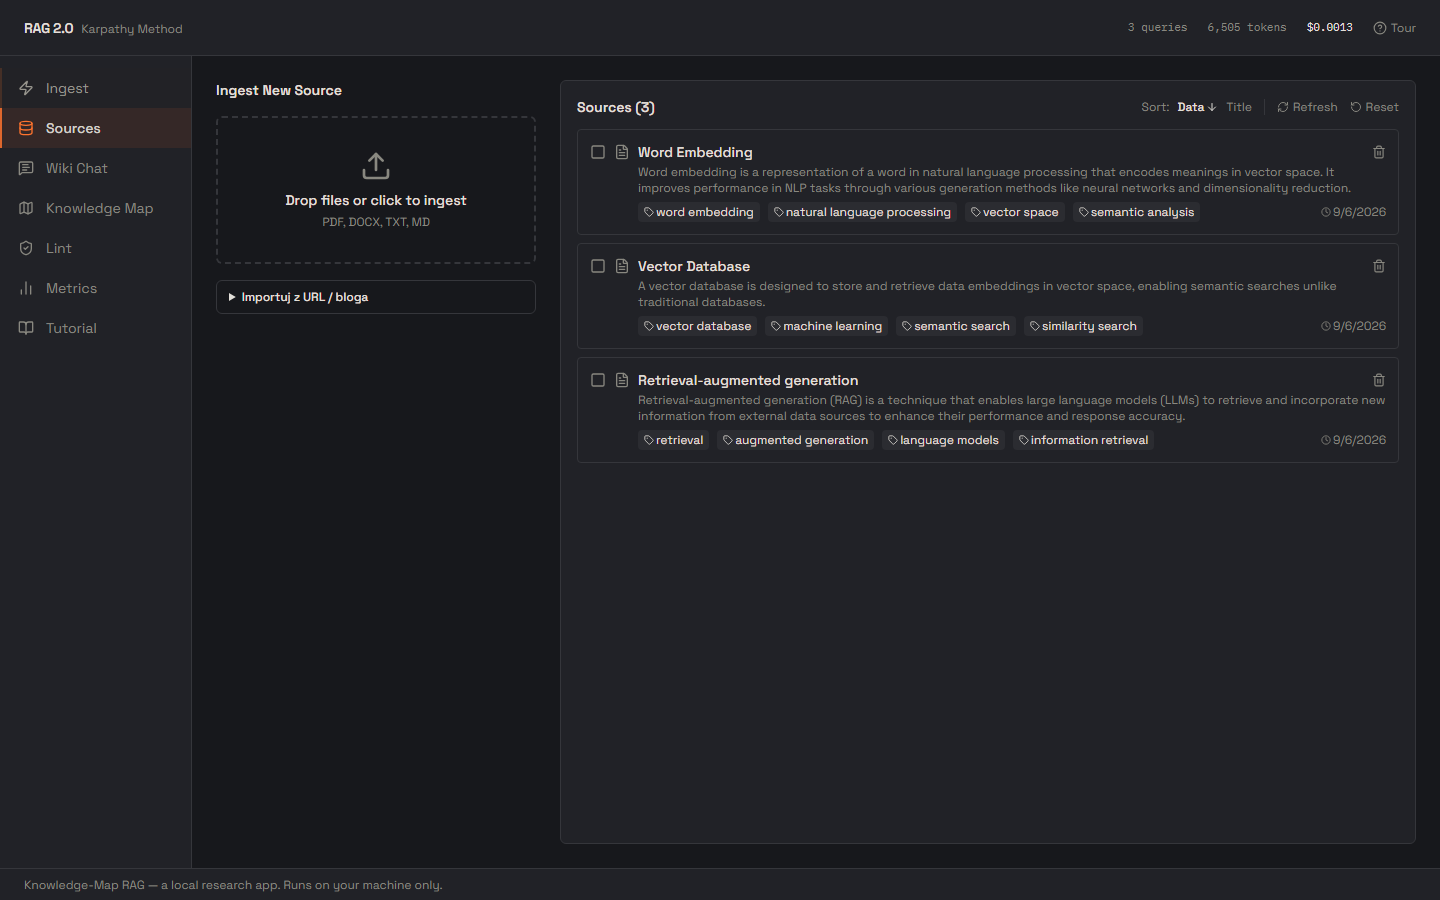 RAG 2.0 Karpathy Method
3 queries 6,505 tokens $0.0013 Tour
Ingest
Sources
Wiki Chat
Knowledge Map
Lint
Metrics
Tutorial
Ingest New Source
Drop files or click to ingest
PDF, DOCX, TXT, MD
Importuj z URL / bloga
Sources (3)
Sort: Data ↓ Title Refresh Reset
Word Embedding
Word embedding is a representation of a word in natural language processing that encodes meanings in vector space. It
improves performance in NLP tasks through various generation methods like neural networks and dimensionality reduction.
word embedding natural language processing vector space semantic analysis 9/6/2026
Vector Database
A vector database is designed to store and retrieve data embeddings in vector space, enabling semantic searches unlike
traditional databases.
vector database machine learning semantic search similarity search 9/6/2026
Retrieval-augmented generation
Retrieval-augmented generation (RAG) is a technique that enables large language models (LLMs) to retrieve and incorporate new
information from external data sources to enhance their performance and response accuracy.
retrieval augmented generation language models information retrieval 9/6/2026
Knowledge-Map RAG — a local research app. Runs on your machine only.